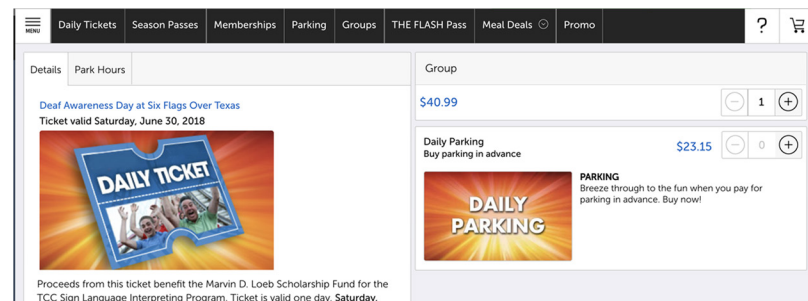 MENU
Daily Tickets
Season Passes
Memberships
Parking
Groups
THE FLASH Pass
Meal Deals
Promo
?
Details
Park Hours
Deaf Awareness Day at Six Flags Over Texas
Ticket valid Saturday, June 30, 2018
DAILY TICKET
Proceeds from this ticket benefit the Marvin D. Loeb Scholarship Fund for the
TCC Sign Language Interpreting Program. Ticket is valid one day, Saturday,
Group
$40.99
1
Daily Parking
Buy parking in advance
$23.15
0
DAILY
PARKING
PARKING
Breeze through to the fun when you pay for
parking in advance. Buy now!